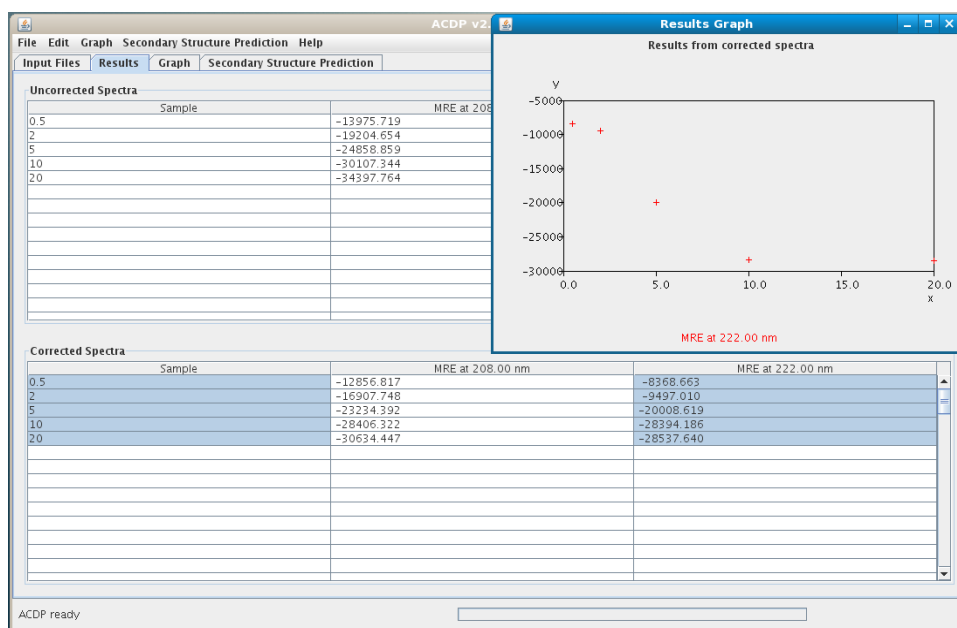 ACDP v2.
File Edit Graph Secondary Structure Prediction Help
Input Files Results Graph Secondary Structure Prediction
Uncorrected Spectra
Sample MRE at 208
0.5 -13975.719
2 -19204.654
5 -24858.859
10 -30107.344
20 -34397.764
Results Graph
Results from corrected spectra
y
-5000
-10000
-15000
-20000
-25000
-30000
0.0 5.0 10.0 15.0 20.0
x
MRE at 222.00 nm
Corrected Spectra
Sample MRE at 208.00 nm MRE at 222.00 nm
0.5 -12856.817 -8368.663
2 -16907.748 -9497.010
5 -23234.392 -20008.619
10 -28406.322 -28394.186
20 -30634.447 -28537.640
ACDP ready